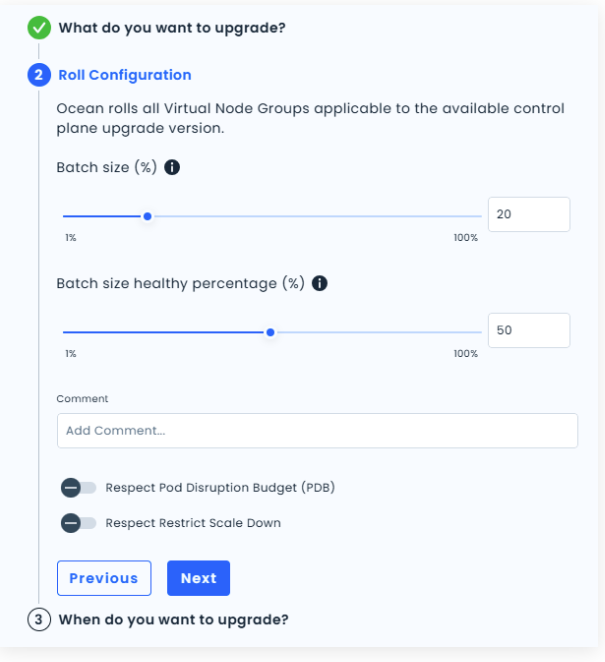 What do you want to upgrade?
2 Roll Configuration
Ocean rolls all Virtual Node Groups applicable to the available control
plane upgrade version.
Batch size (%) i
20
1% 100%
Batch size healthy percentage (%) i
50
1% 100%
Comment
Add Comment...
Respect Pod Disruption Budget (PDB)
Respect Restrict Scale Down
Previous Next
3 When do you want to upgrade?